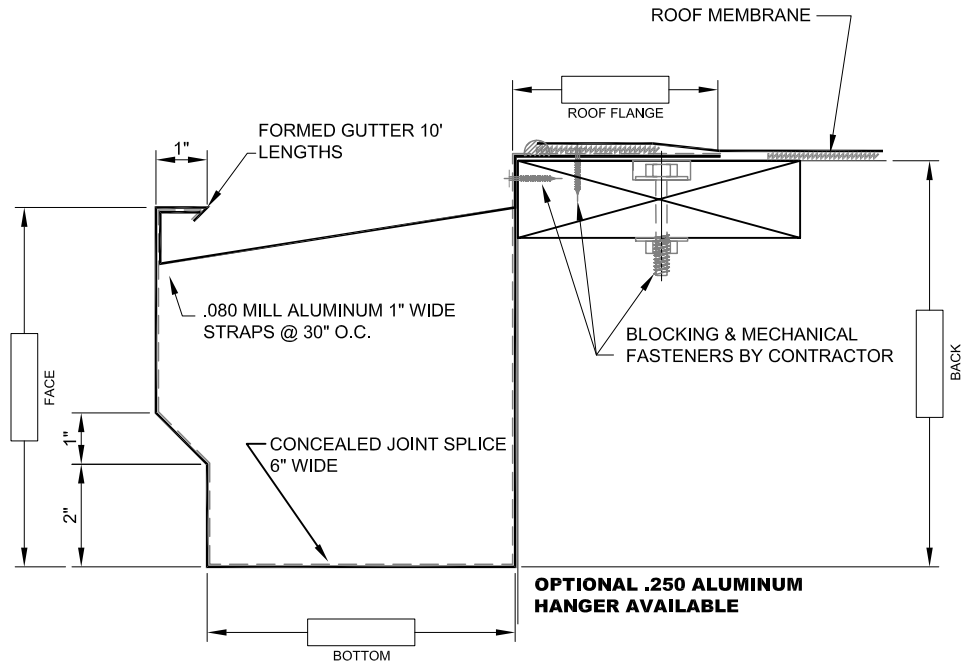 ROOF MEMBRANE
ROOF FLANGE
FORMED GUTTER 10'
LENGTHS
1"
.080 MILL ALUMINUM 1" WIDE
STRAPS @ 30" O.C.
BLOCKING & MECHANICAL
FASTENERS BY CONTRACTOR
FACE
BACK
1"
CONCEALED JOINT SPLICE
6" WIDE
2"
OPTIONAL .250 ALUMINUM
HANGER AVAILABLE
BOTTOM